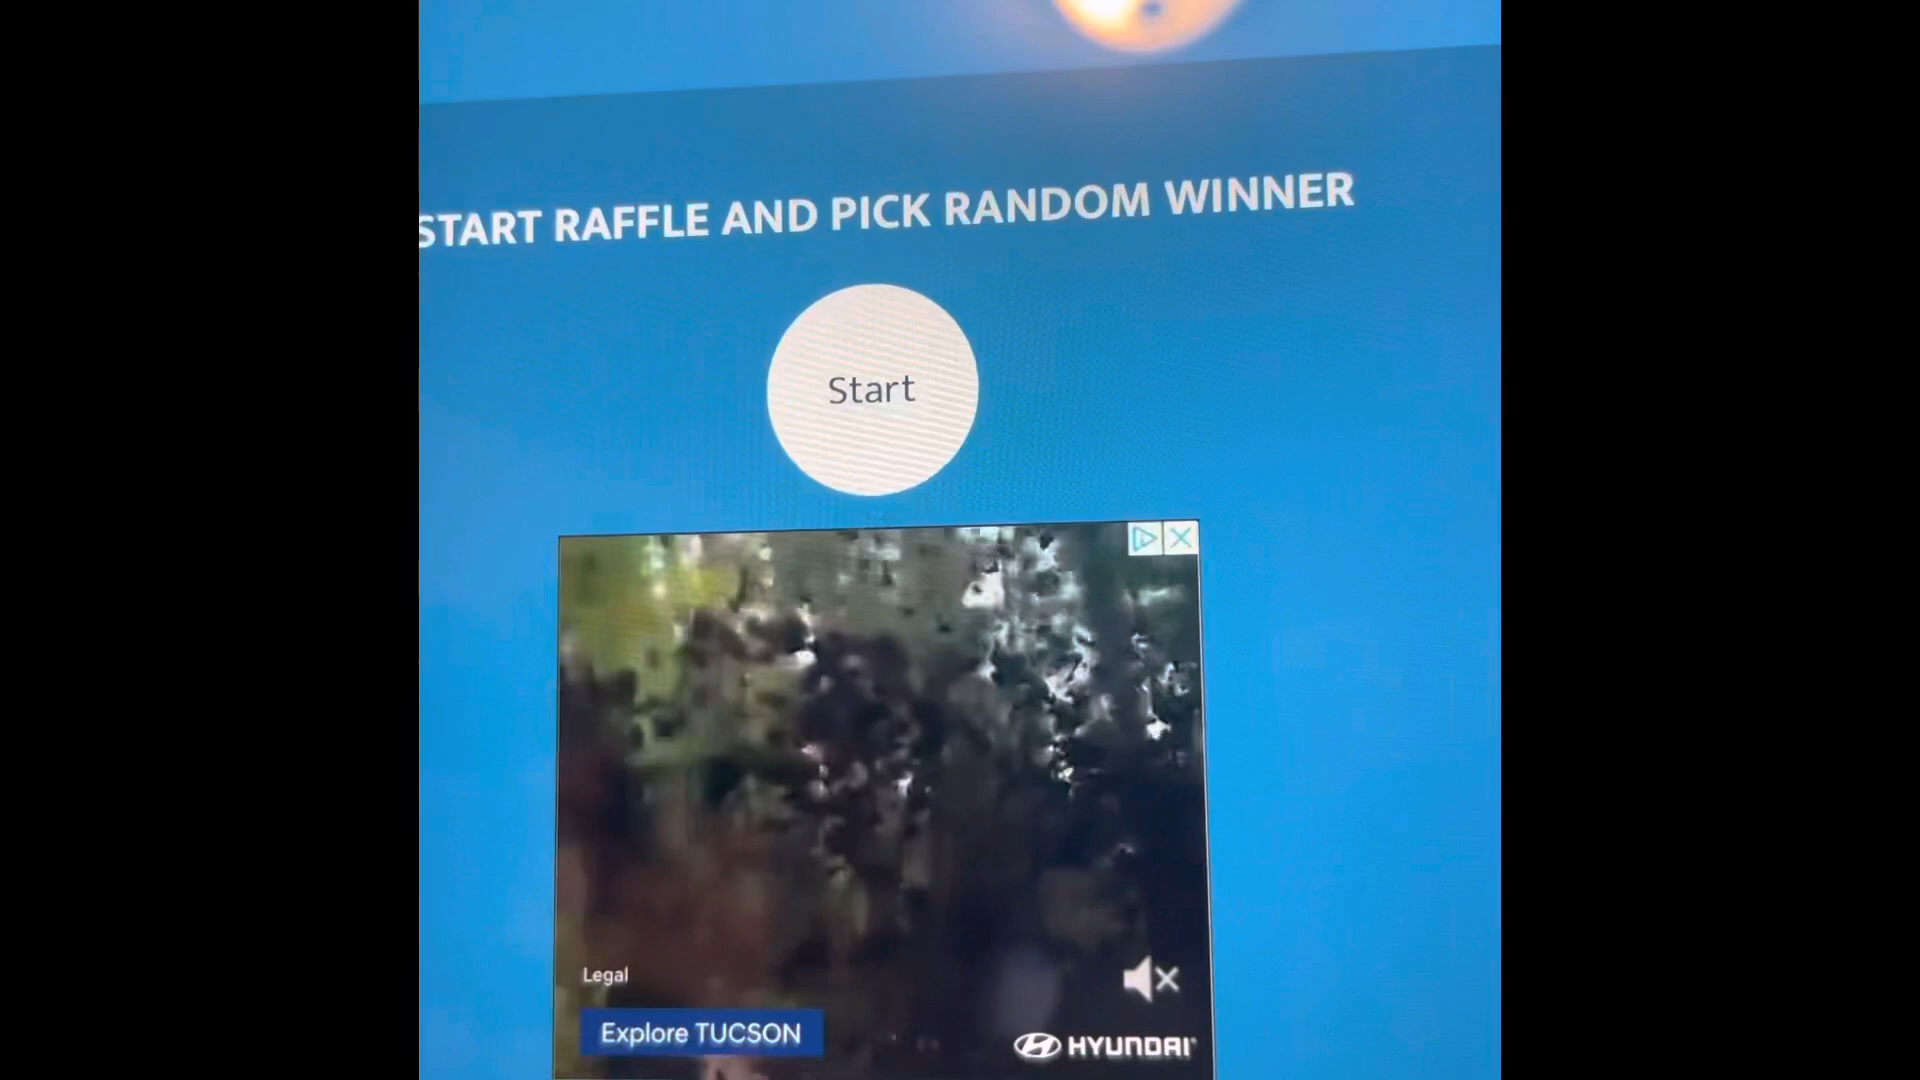 START RAFFLE AND PICK RANDOM WINNER
Start
Legal
Explore TUCSON
HYUNDAI